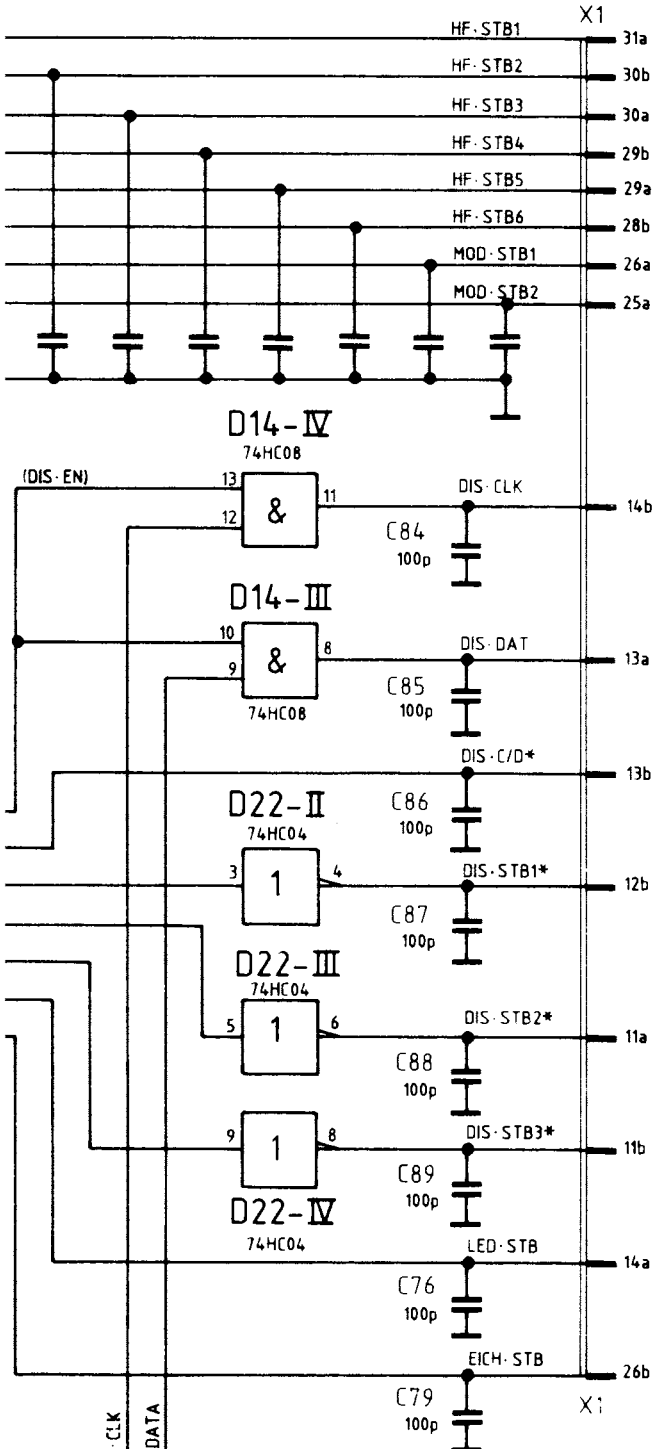 X1
HF·STB1 31a
HF·STB2 30b
HF·STB3 30a
HF·STB4 29b
HF·STB5 29a
HF·STB6 28b
MOD·STB1 26a
MOD·STB2 25a
D14-IV
74HC08
(DIS·EN) 13 11 DIS·CLK 14b
12 &
C84
100p
D14-III
10 8 DIS·DAT 13a
9 &
C85
100p
74HC08
DIS·C/D* 13b
D22-II
C86
100p
74HC04
3 1 4 DIS·STB1* 12b
C87
100p
D22-III
74HC04
5 1 6 DIS·STB2* 11a
C88
100p
9 1 8 DIS·STB3* 11b
C89
100p
D22-IV
74HC04
LED·STB 14a
C76
100p
EICH·STB 26b
C79
100p
X1
·CLK
DATA